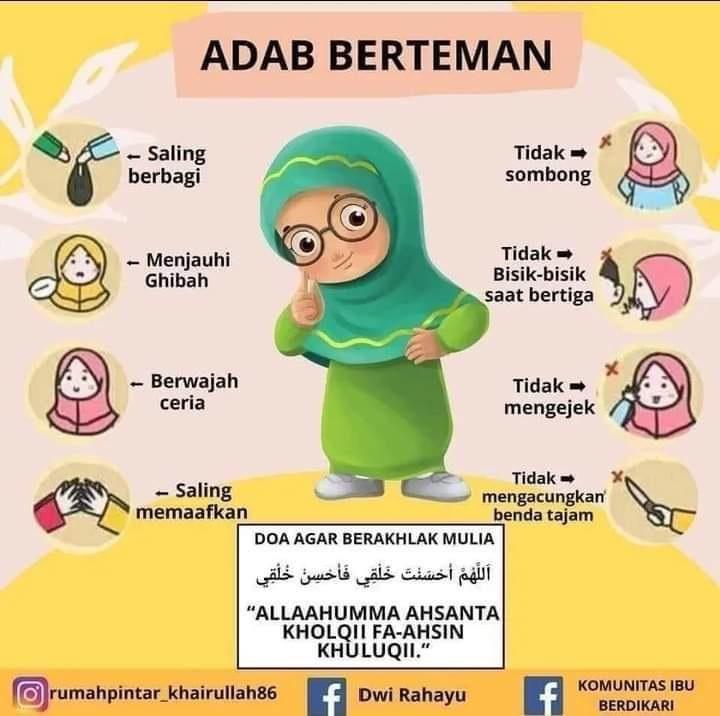 ADAB BERTEMAN
← Saling
berbagi
← Menjauhi
Ghibah
← Berwajah
ceria
← Saling
memaafkan
Tidak ➡
sombong
Tidak ➡
Bisik-bisik
saat bertiga
Tidak ➡
mengejek
Tidak ➡
mengacungkan
benda tajam
DOA AGAR BERAKHLAK MULIA
اَللّٰهُمَّ أَحْسَنْتَ خَلْقِي فَأَحْسِنْ خُلُقِي
“ALLAAHUMMA AHSANTA
KHOLQII FA-AHSIN
KHULUQII.”
rumahpintar_khairullah86
Dwi Rahayu
KOMUNITAS IBU
BERDIKARI